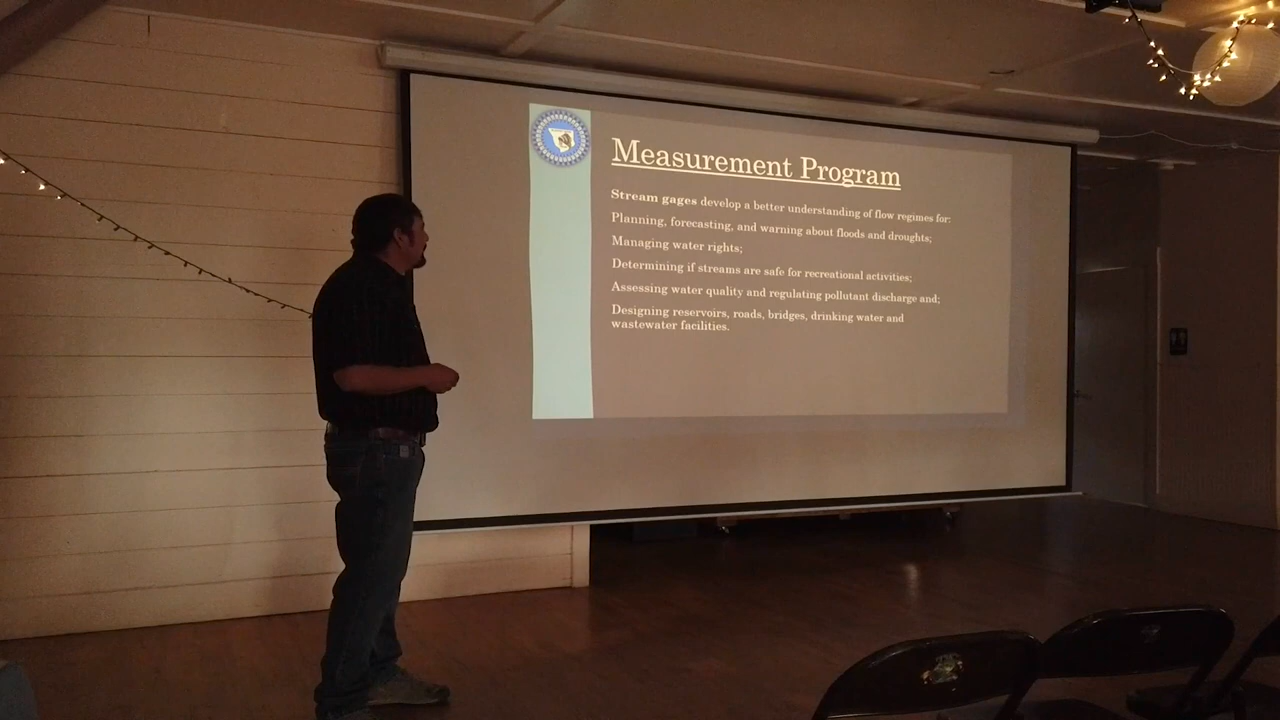 Measurement Program
Stream gages develop a better understanding of flow regimes for:
Planning, forecasting, and warning about floods and droughts;
Managing water rights;
Determining if streams are safe for recreational activities;
Assessing water quality and regulating pollutant discharge and;
Designing reservoirs, roads, bridges, drinking water and
wastewater facilities.